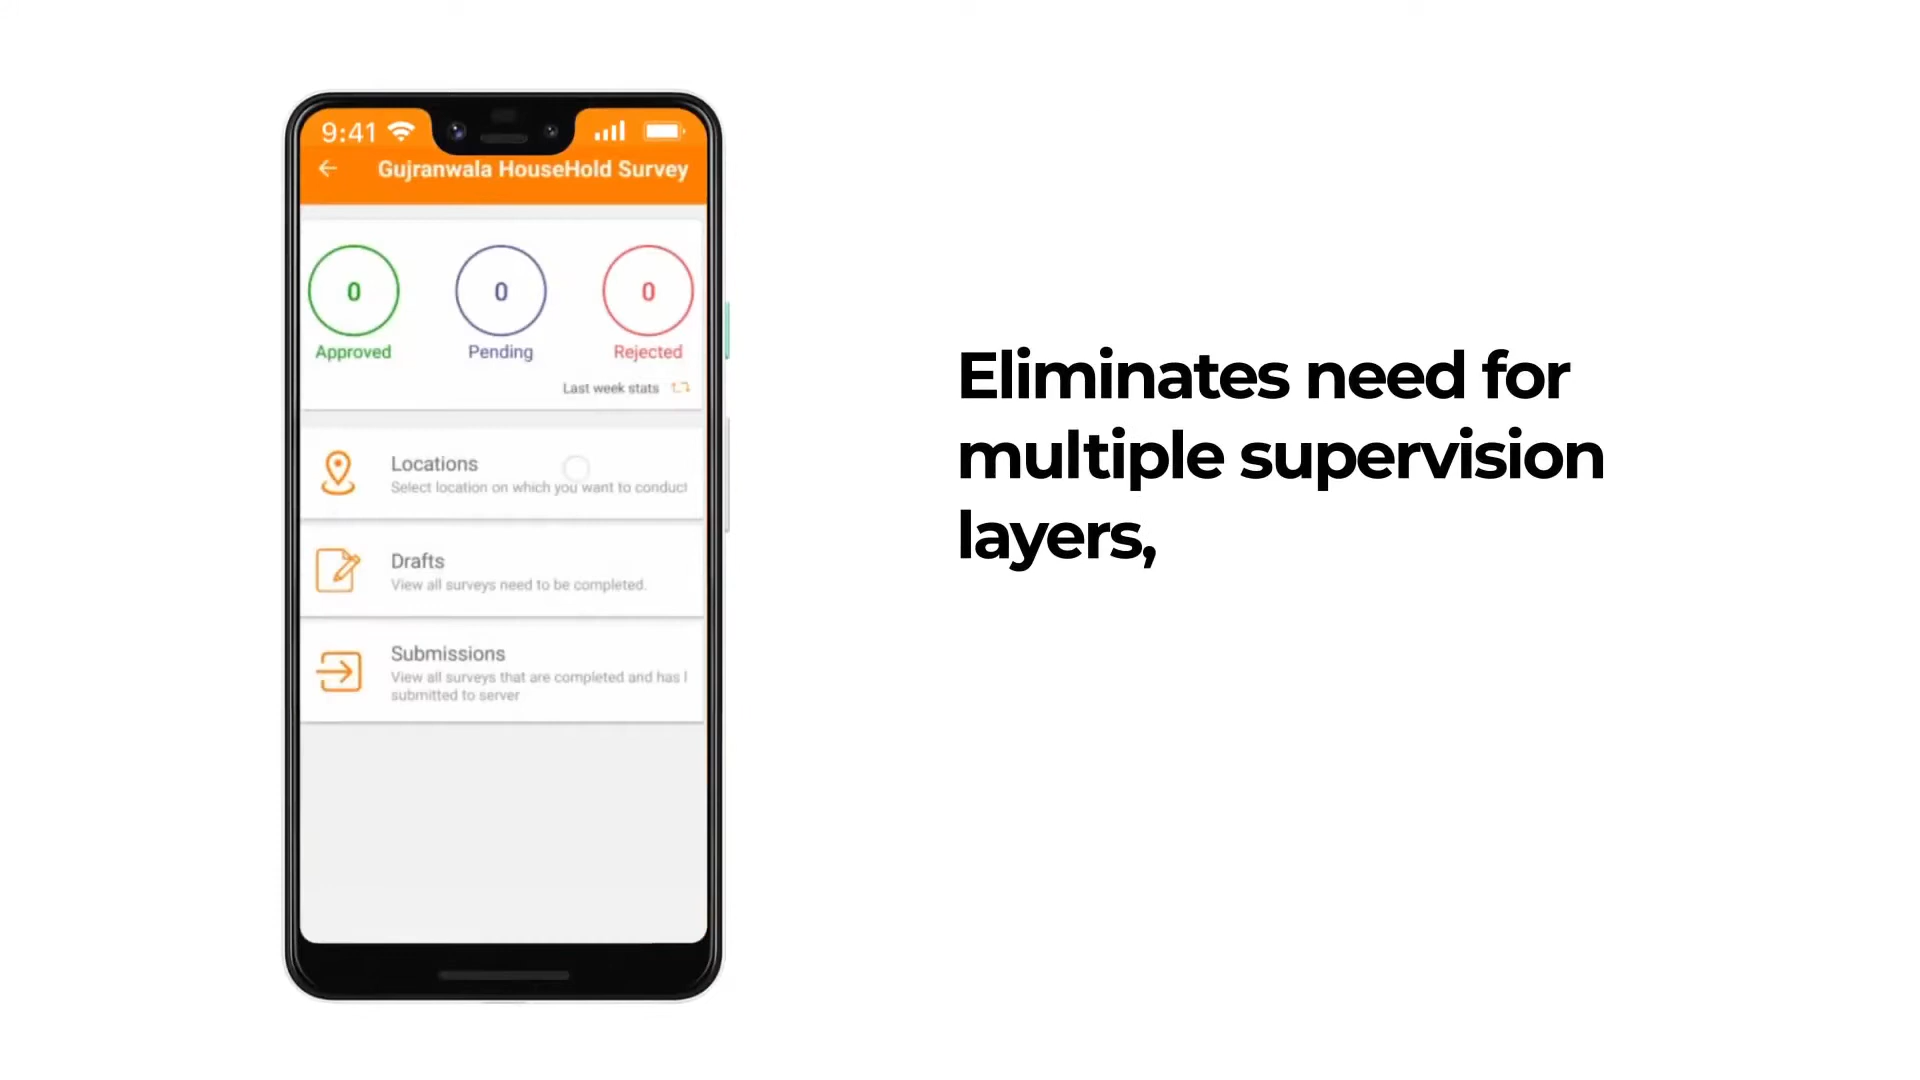 9:41
Gujranwala HouseHold Survey
0
0
0
Approved
Pending
Rejected
Last week stats
Locations
Select location on which you want to conduct
Drafts
View all surveys need to be completed.
Submissions
View all surveys that are completed and has
submitted to server
Eliminates need for
multiple supervision
layers,